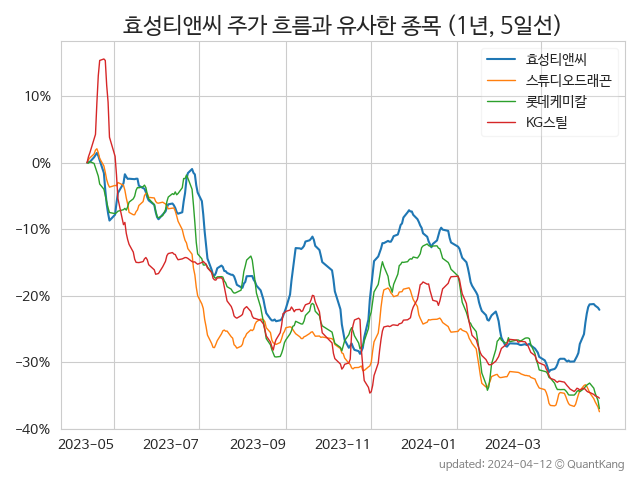 효성티앤씨 주가 흐름과 유사한 종목 (1년, 5일선)
효성티앤씨
스튜디오드래곤
롯데케미칼
KG스틸
10%
0%
−10%
−20%
−30%
−40%
2023-05 2023-07 2023-09 2023-11 2024-01 2024-03
updated: 2024-04-12 © QuantKang